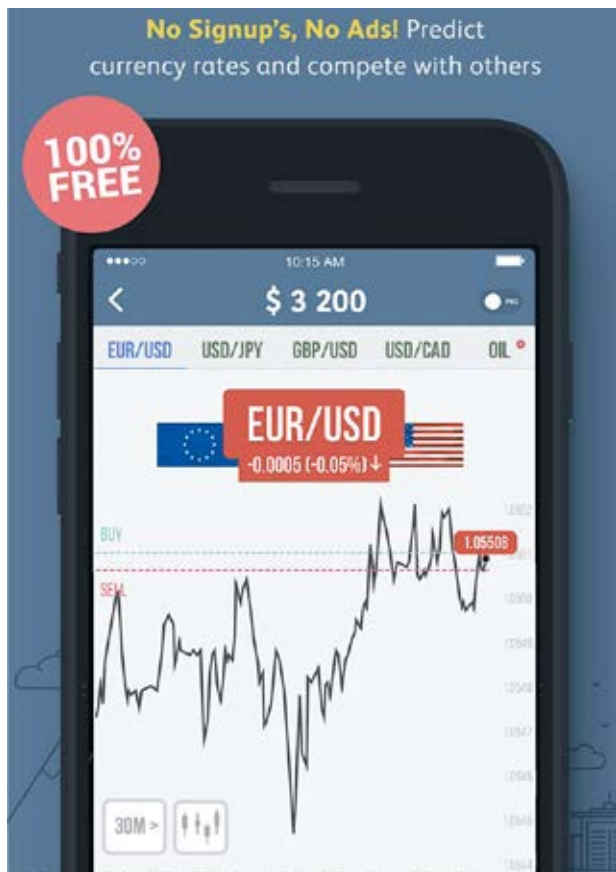 No Signup's, No Ads! Predict
currency rates and compete with others
100%
FREE
10:15 AM
$ 3 200
EUR/USD USD/JPY GBP/USD USD/CAD OIL
EUR/USD
-0.0005 (-0.05%) ↓
BUY
1.05508
SELL
30M >